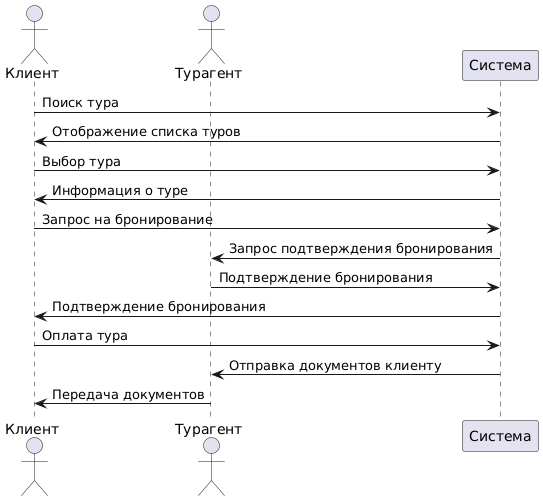 Клиент
Турагент
Система
Поиск тура
Отображение списка туров
Выбор тура
Информация о туре
Запрос на бронирование
Запрос подтверждения бронирования
Подтверждение бронирования
Подтверждение бронирования
Оплата тура
Отправка документов клиенту
Передача документов
Клиент
Турагент
Система